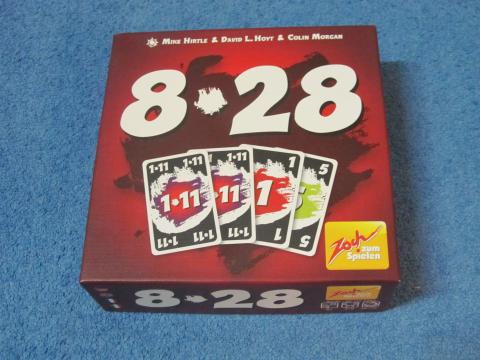 Mike Hirtle & David L. Hoyt & Colin Morgan
8 28
1•11 1•11 1•11 1 5
1•11 1•11 1
1•11 1•11 1 5
Zoch
zum
Spielen
8 28